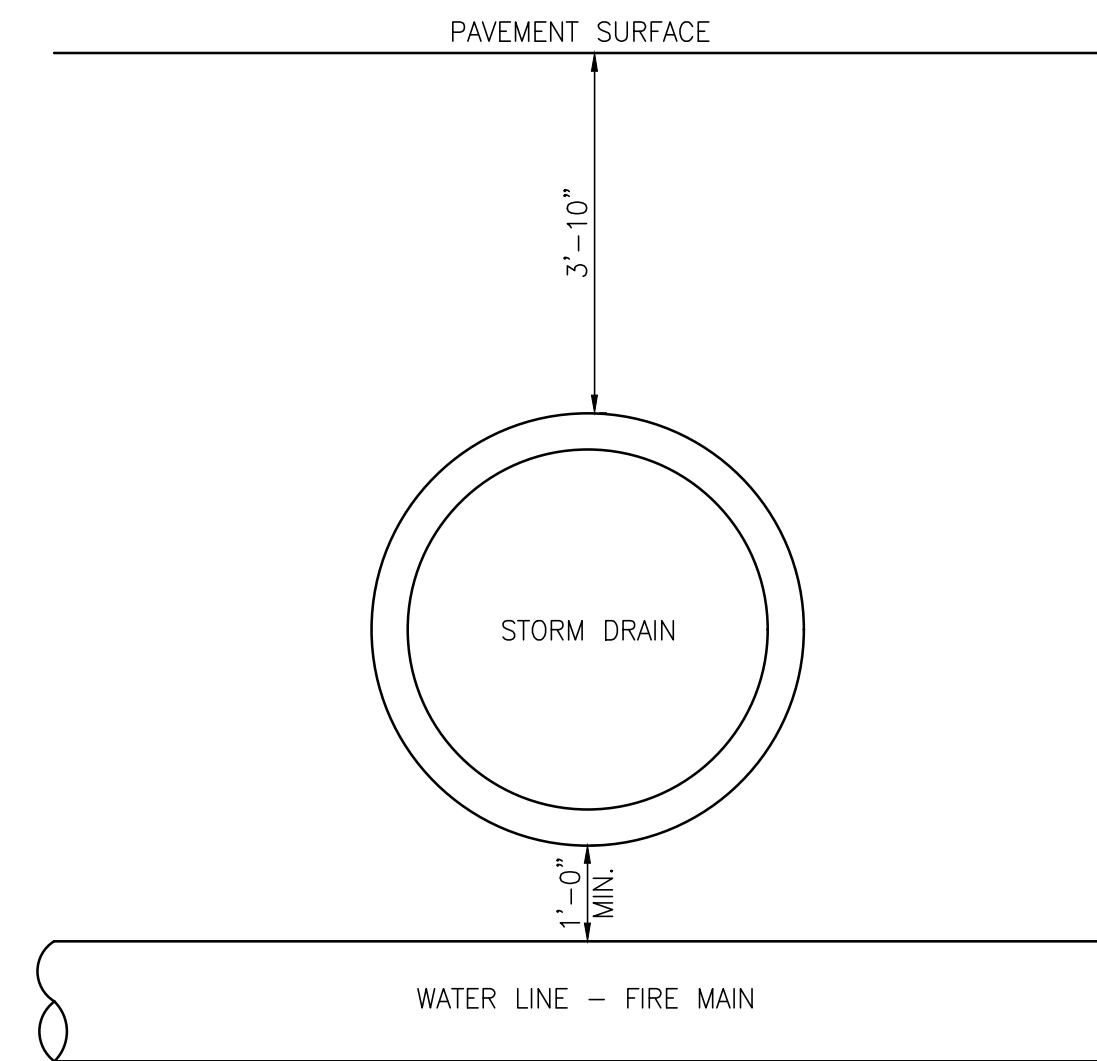 PAVEMENT SURFACE
3'-10"
STORM DRAIN
1'-0"
MIN.
WATER LINE - FIRE MAIN